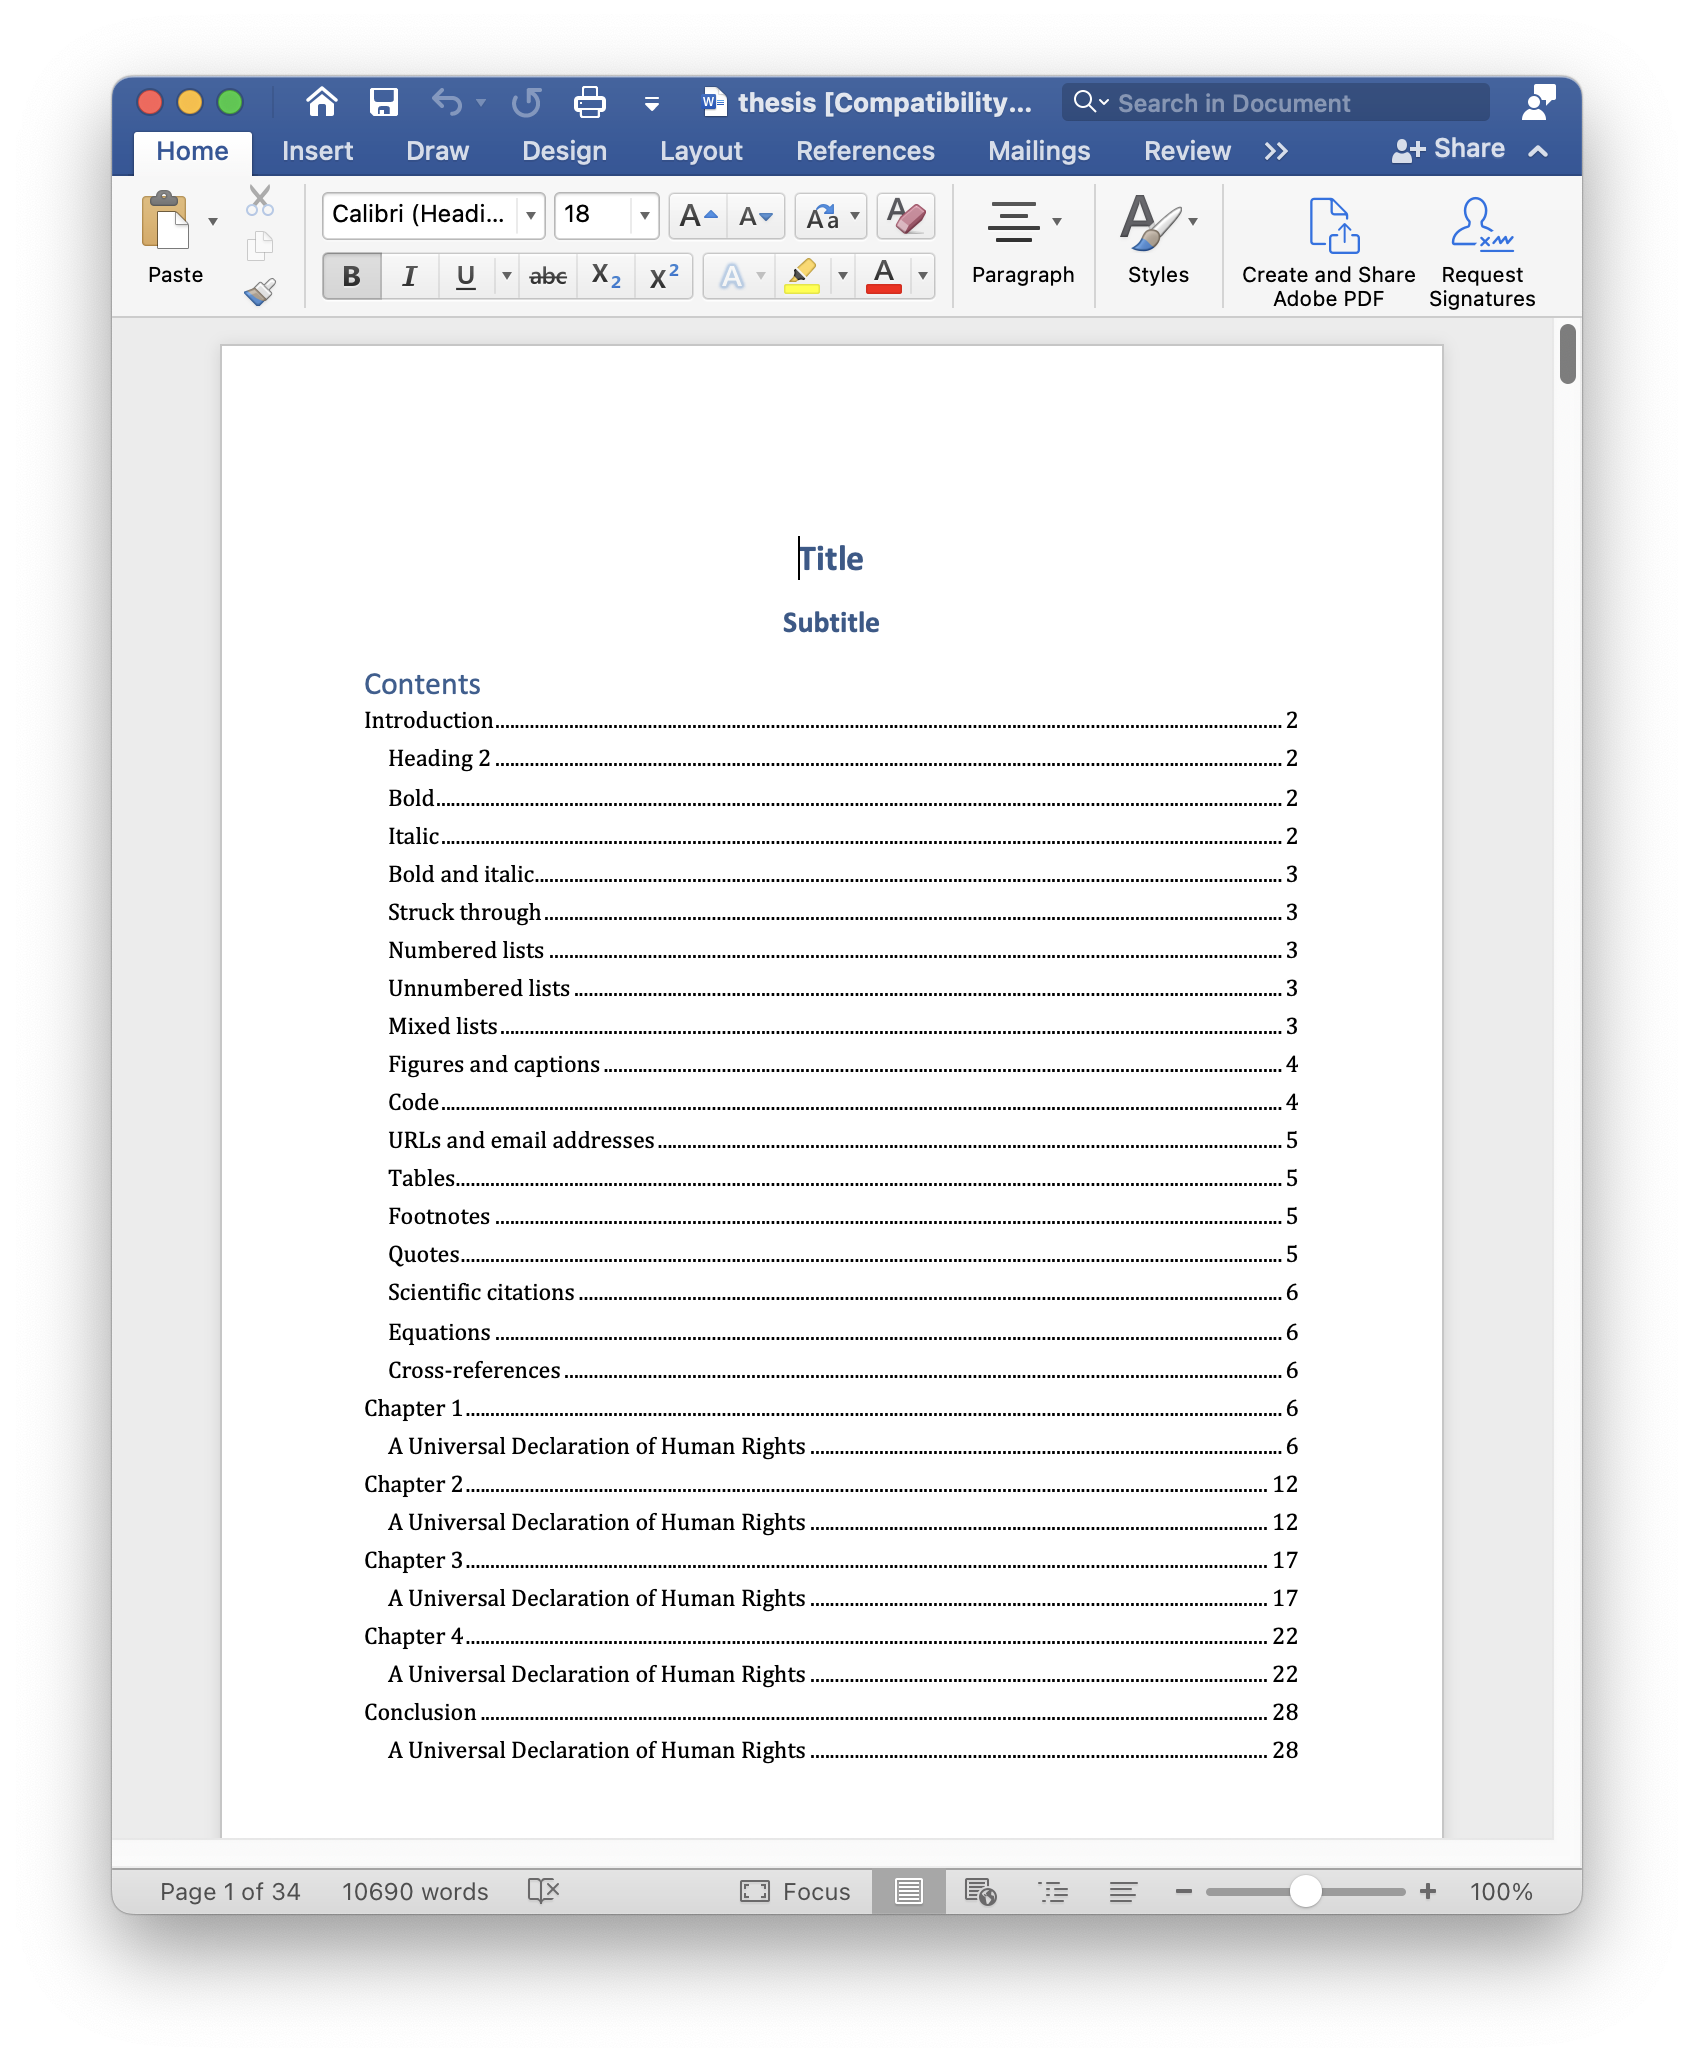 thesis [Compatibility...
Search in Document
Home Insert Draw Design Layout References Mailings Review Share
Paste
Calibri (Headi... 18
B I U abc X2 X2
Paragraph
Styles
Create and Share
Adobe PDF
Request
Signatures
Title
Subtitle
Contents
Introduction 2
Heading 2 2
Bold 2
Italic 2
Bold and italic 3
Struck through 3
Numbered lists 3
Unnumbered lists 3
Mixed lists 3
Figures and captions 4
Code 4
URLs and email addresses 5
Tables 5
Footnotes 5
Quotes 5
Scientific citations 6
Equations 6
Cross-references 6
Chapter 1 6
A Universal Declaration of Human Rights 6
Chapter 2 12
A Universal Declaration of Human Rights 12
Chapter 3 17
A Universal Declaration of Human Rights 17
Chapter 4 22
A Universal Declaration of Human Rights 22
Conclusion 28
A Universal Declaration of Human Rights 28
Page 1 of 34 10690 words Focus 100%